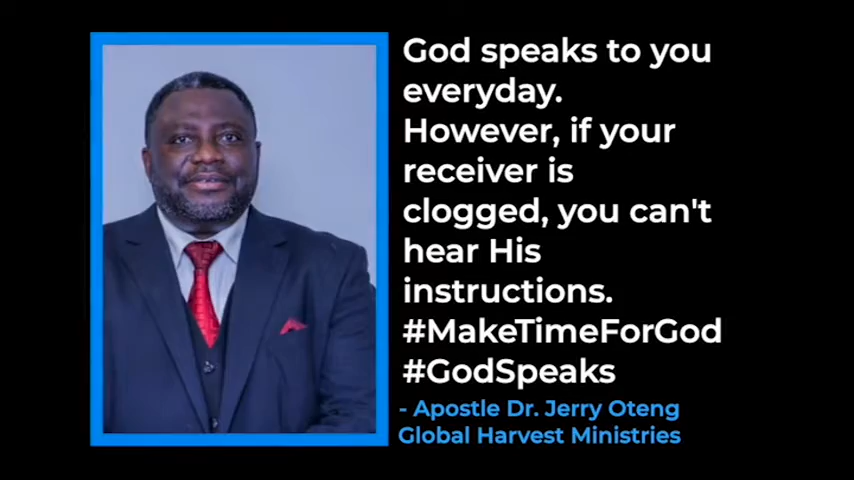 God speaks to you
everyday.
However, if your
receiver is
clogged, you can't
hear His
instructions.
#MakeTimeForGod
#GodSpeaks
- Apostle Dr. Jerry Oteng
Global Harvest Ministries